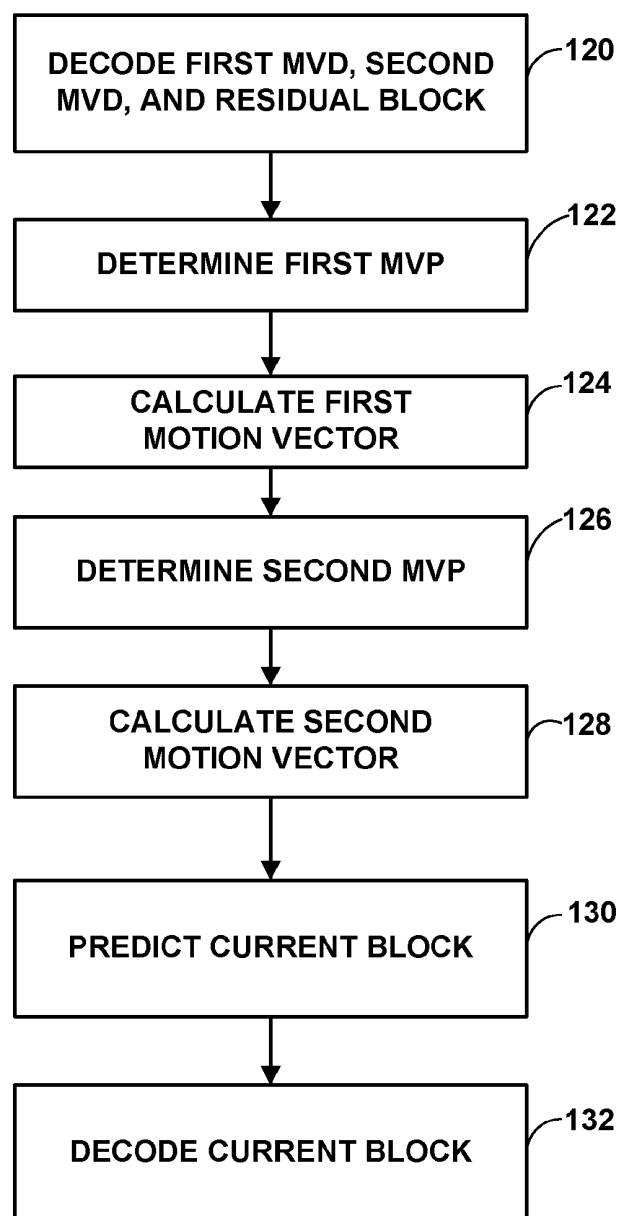 DECODE FIRST MVD, SECOND
MVD, AND RESIDUAL BLOCK
120
DETERMINE FIRST MVP
122
CALCULATE FIRST
MOTION VECTOR
124
DETERMINE SECOND MVP
126
CALCULATE SECOND
MOTION VECTOR
128
PREDICT CURRENT BLOCK
130
DECODE CURRENT BLOCK
132